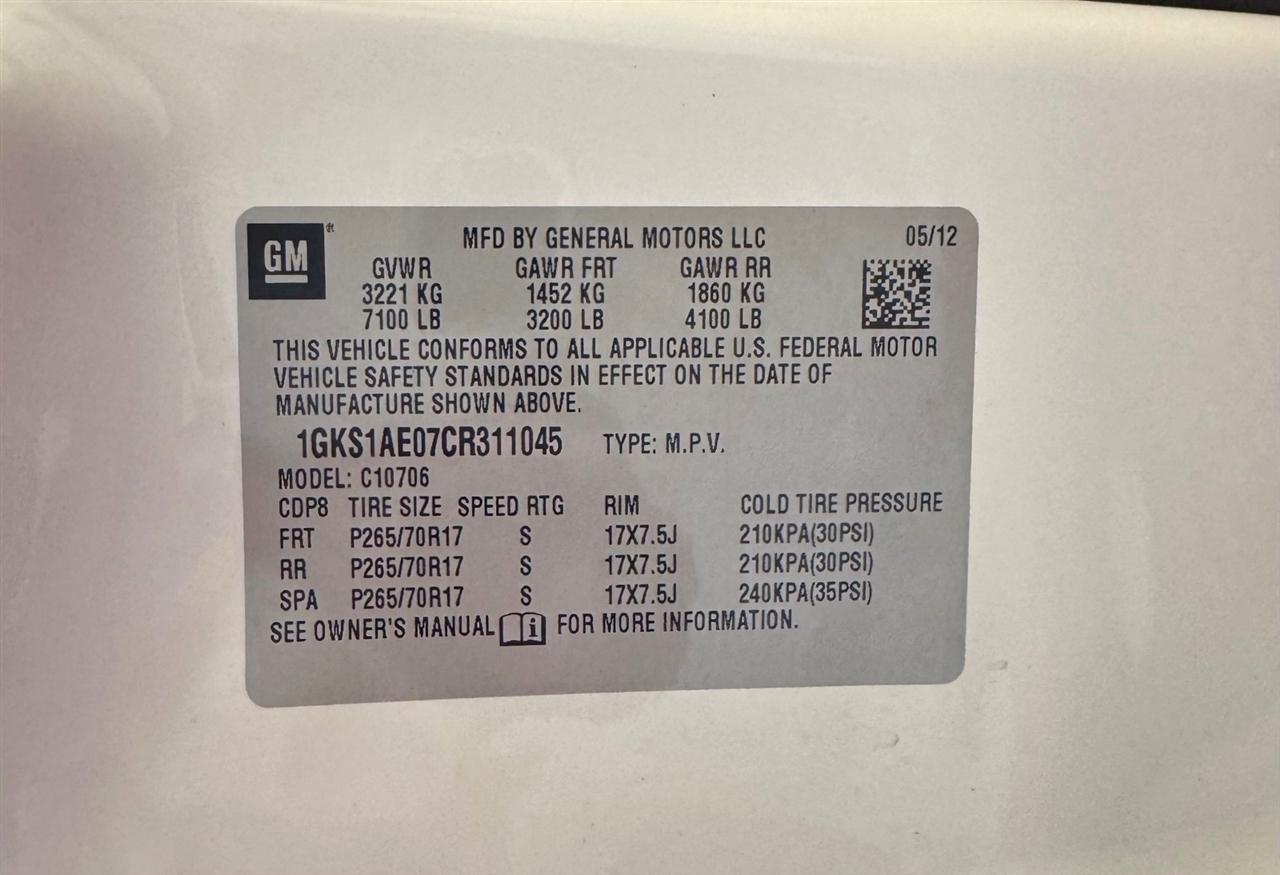 GM®
MFD BY GENERAL MOTORS LLC 05/12
GVWR GAWR FRT GAWR RR
3221 KG 1452 KG 1860 KG
7100 LB 3200 LB 4100 LB
THIS VEHICLE CONFORMS TO ALL APPLICABLE U.S. FEDERAL MOTOR
VEHICLE SAFETY STANDARDS IN EFFECT ON THE DATE OF
MANUFACTURE SHOWN ABOVE.
1GKS1AE07CR311045 TYPE: M.P.V.
MODEL: C10706
CDP8 TIRE SIZE SPEED RTG RIM COLD TIRE PRESSURE
FRT P265/70R17 S 17X7.5J 210KPA(30PSI)
RR P265/70R17 S 17X7.5J 210KPA(30PSI)
SPA P265/70R17 S 17X7.5J 240KPA(35PSI)
SEE OWNER'S MANUAL i FOR MORE INFORMATION.